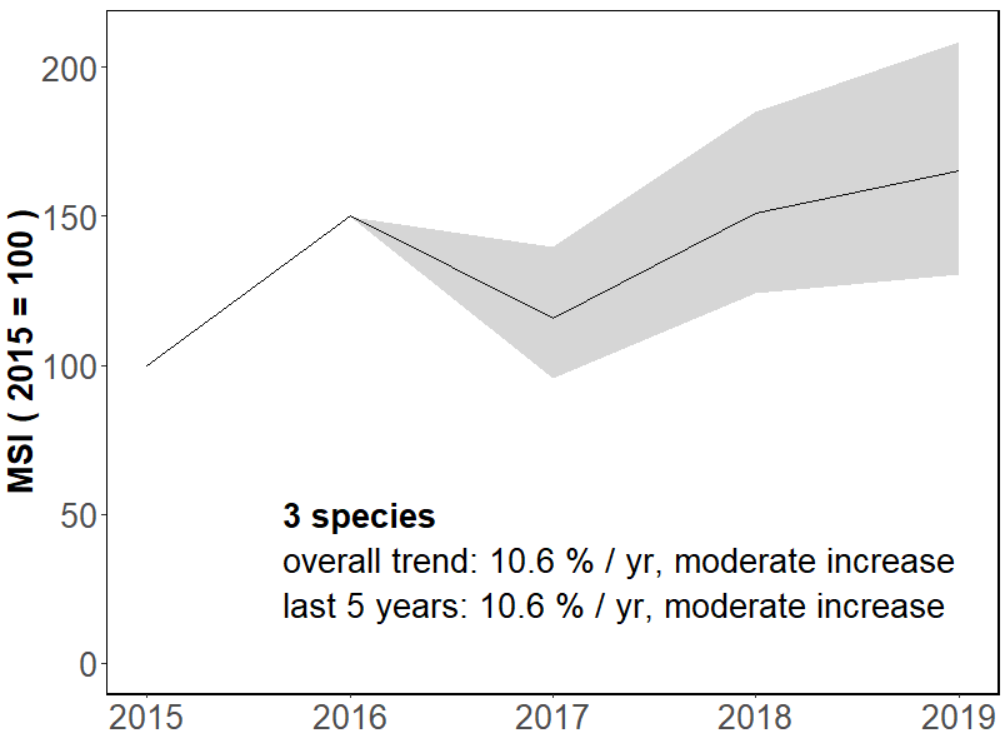 MSI ( 2015 = 100 )
200
150
100
50
0
3 species
overall trend: 10.6 % / yr, moderate increase
last 5 years: 10.6 % / yr, moderate increase
2015 2016 2017 2018 2019